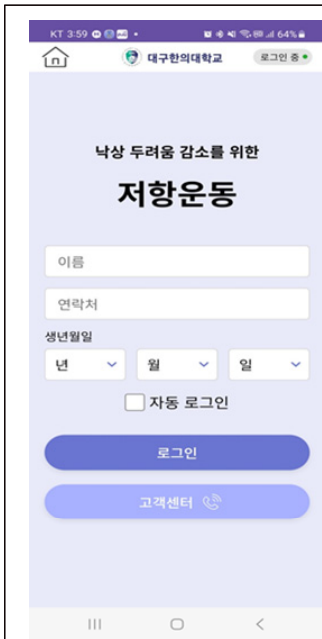 KT 3:59
64%
대구한의대학교
로그인 중
낙상 두려움 감소를 위한
저항운동
이름
연락처
생년월일
년 월 일
자동 로그인
로그인
고객센터